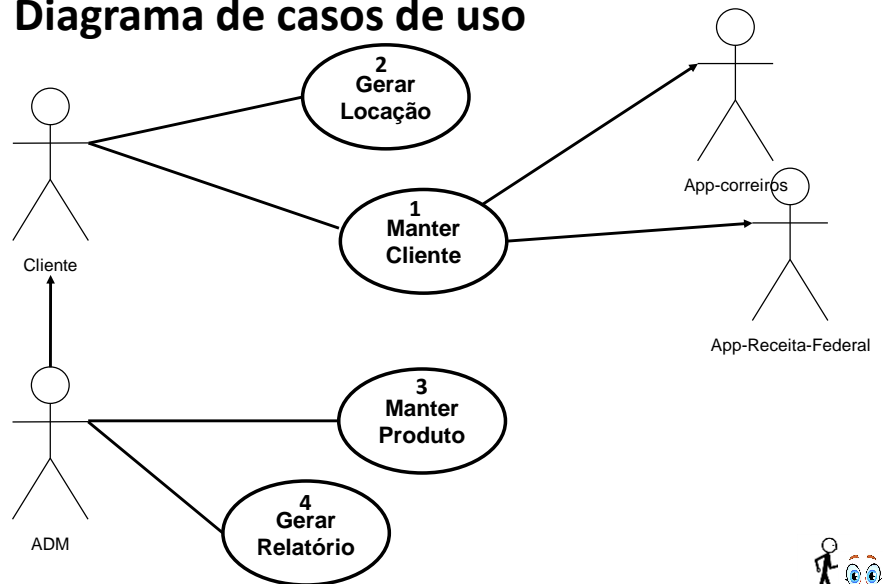 Diagrama de casos de uso
2
Gerar
Locação
App-correiros
1
Manter
Cliente
Cliente
App-Receita-Federal
3
Manter
Produto
4
Gerar
Relatório
ADM